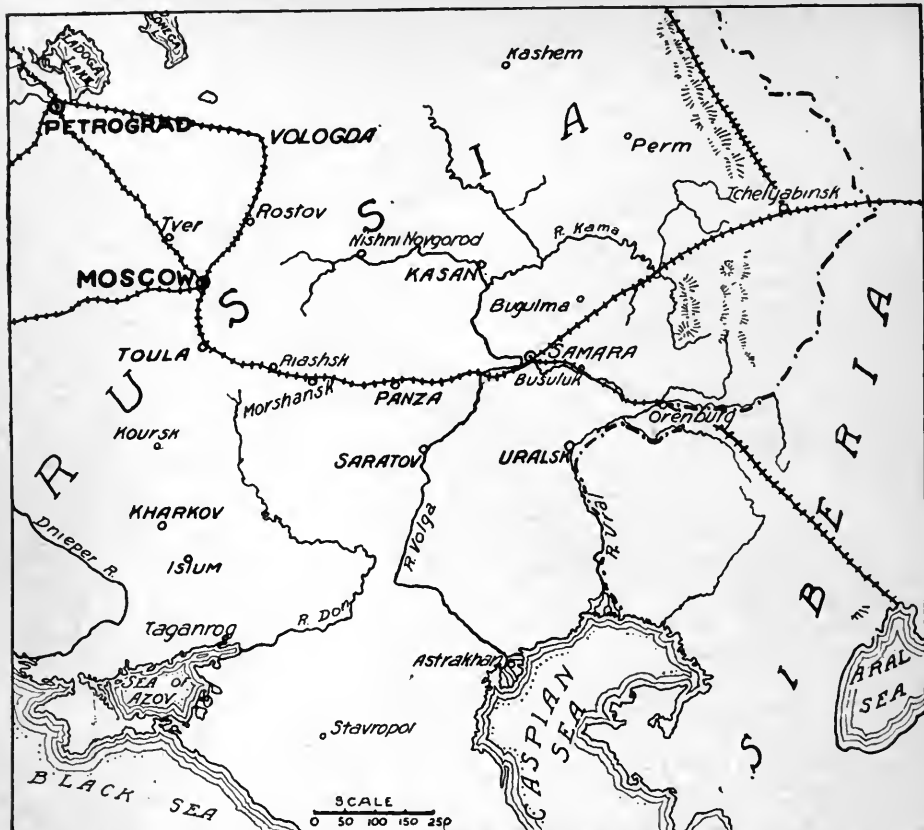 LADOGA
LAKE
ONEGA L.
Kashem
PETROGRAD
VOLOGDA
Perm
Tchelyabinsk
Tver
Rostov
Nishni Novgorod
R. Kama
MOSCOW
KASAN
Bugulma
TOULA
Riashsk
SAMARA
Busuluk
Morshansk
PANZA
Orenburg
Koursk
SARATOV
URALSK
KHARKOV
Dnieper R.
ISIUM
R. Volga
R. Ural
R. Don
Taganrog
SEA of
AZOV
Astrakhan
ARAL
SEA
Stavropol
CASPIAN
SEA
BLACK SEA
RUSSIA
SIBERIA
SCALE
0 50 100 150 250